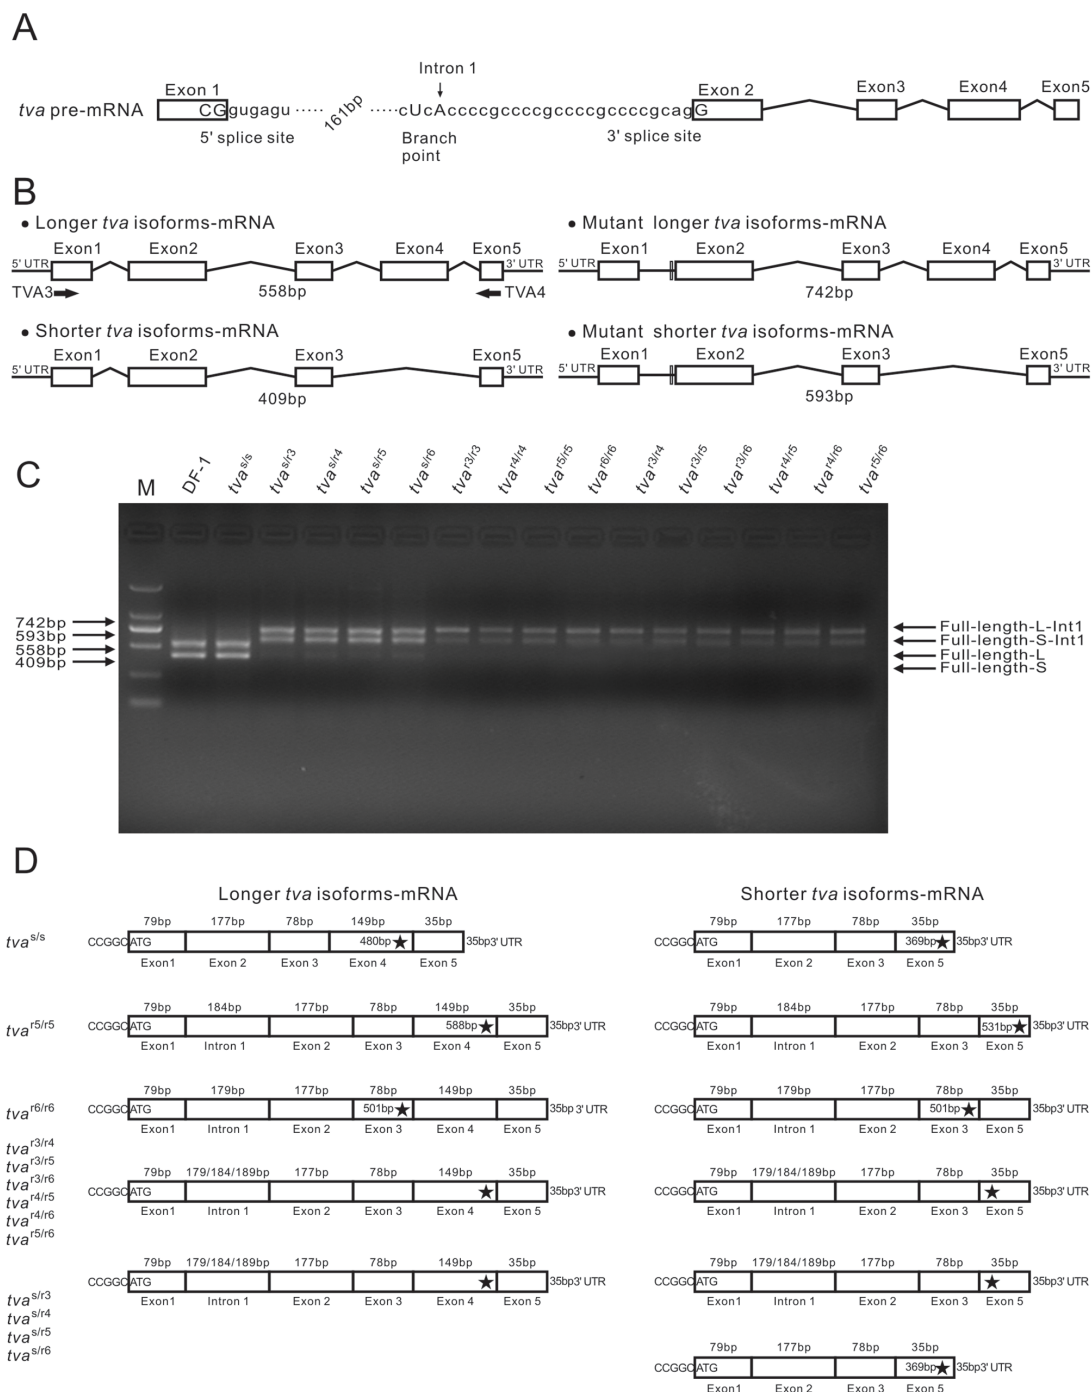 A
Intron 1
Exon 1
Exon 2
Exon3
Exon4
Exon5
tva pre-mRNA
CGgugagu ····· 161bp ·····cUcAccccgccccgccccgccccgcagG
5' splice site
Branch
point
3' splice site
B
• Longer tva isoforms-mRNA
5' UTR Exon1 Exon2 Exon3 Exon4 Exon5 3' UTR
TVA3 558bp TVA4
• Mutant longer tva isoforms-mRNA
5' UTR Exon1 Exon2 Exon3 Exon4 Exon5 3' UTR
742bp
• Shorter tva isoforms-mRNA
5' UTR Exon1 Exon2 Exon3 Exon5 3' UTR
409bp
• Mutant shorter tva isoforms-mRNA
5' UTR Exon1 Exon2 Exon3 Exon5 3' UTR
593bp
C
M DF-1 tva s/s tva s/r3 tva s/r4 tva s/r5 tva s/r6 tva r3/r3 tva r4/r4 tva r5/r5 tva r6/r6 tva r3/r4 tva r3/r5 tva r3/r6 tva r4/r5 tva r4/r6 tva r5/r6
742bp
593bp
558bp
409bp
Full-length-L-Int1
Full-length-S-Int1
Full-length-L
Full-length-S
D
Longer tva isoforms-mRNA
Shorter tva isoforms-mRNA
79bp 177bp 78bp 149bp 35bp
tva s/s CCGGCATG 480bp★ 35bp3' UTR
Exon1 Exon 2 Exon 3 Exon 4 Exon 5
79bp 177bp 78bp 35bp
CCGGCATG 369bp★ 35bp3' UTR
Exon1 Exon 2 Exon 3 Exon 5
79bp 184bp 177bp 78bp 149bp 35bp
tva r5/r5 CCGGCATG 588bp★ 35bp3' UTR
Exon1 Intron 1 Exon 2 Exon 3 Exon 4 Exon 5
79bp 184bp 177bp 78bp 35bp
CCGGCATG 531bp★ 35bp3' UTR
Exon1 Intron 1 Exon 2 Exon 3 Exon 5
79bp 179bp 177bp 78bp 149bp 35bp
tva r6/r6 CCGGCATG 501bp★ 35bp 3' UTR
Exon1 Intron 1 Exon 2 Exon 3 Exon 4 Exon 5
79bp 179bp 177bp 78bp 35bp
CCGGCATG 501bp★ 35bp3' UTR
Exon1 Intron 1 Exon 2 Exon 3 Exon 5
tva r3/r4
tva r3/r5
tva r3/r6
tva r4/r5
tva r4/r6
tva r5/r6
79bp 179/184/189bp 177bp 78bp 149bp 35bp
CCGGCATG ★ 35bp3' UTR
Exon1 Intron 1 Exon 2 Exon 3 Exon 4 Exon 5
79bp 179/184/189bp 177bp 78bp 35bp
CCGGCATG ★ 35bp3' UTR
Exon1 Intron 1 Exon 2 Exon 3 Exon 5
79bp 179/184/189bp 177bp 78bp 149bp 35bp
CCGGCATG ★ 35bp3' UTR
Exon1 Intron 1 Exon 2 Exon 3 Exon 4 Exon 5
79bp 179/184/189bp 177bp 78bp 35bp
CCGGCATG ★ 35bp3' UTR
Exon1 Intron 1 Exon 2 Exon 3 Exon 5
tva s/r3
tva s/r4
tva s/r5
tva s/r6
79bp 177bp 78bp 35bp
CCGGCATG 369bp★ 35bp3' UTR
Exon1 Exon 2 Exon 3 Exon 5